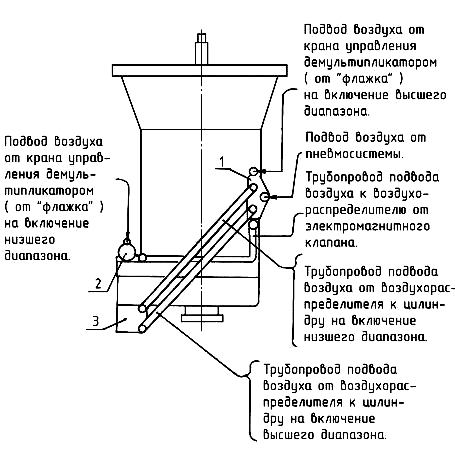 Подвод воздуха от
крана управления
демультипликатором
( от "флажка" )
на включение высшего
диапазона.
Подвод воздуха от
пневмосистемы.
Трубопровод подвода
воздуха к воздухо-
распределителю от
электромагнитного
клапана.
Трубопровод подвода
воздуха от воздухорас-
пределителя к цилин-
дру на включение
низшего диапазона.
Трубопровод подвода
воздуха от воздухорас-
пределителя к цилин-
дру на включение
высшего диапазона.
Подвод воздуха
от крана управ-
ления демуль-
типликатором
( от "флажка" )
на включение
низшего
диапазона.
1
2
3